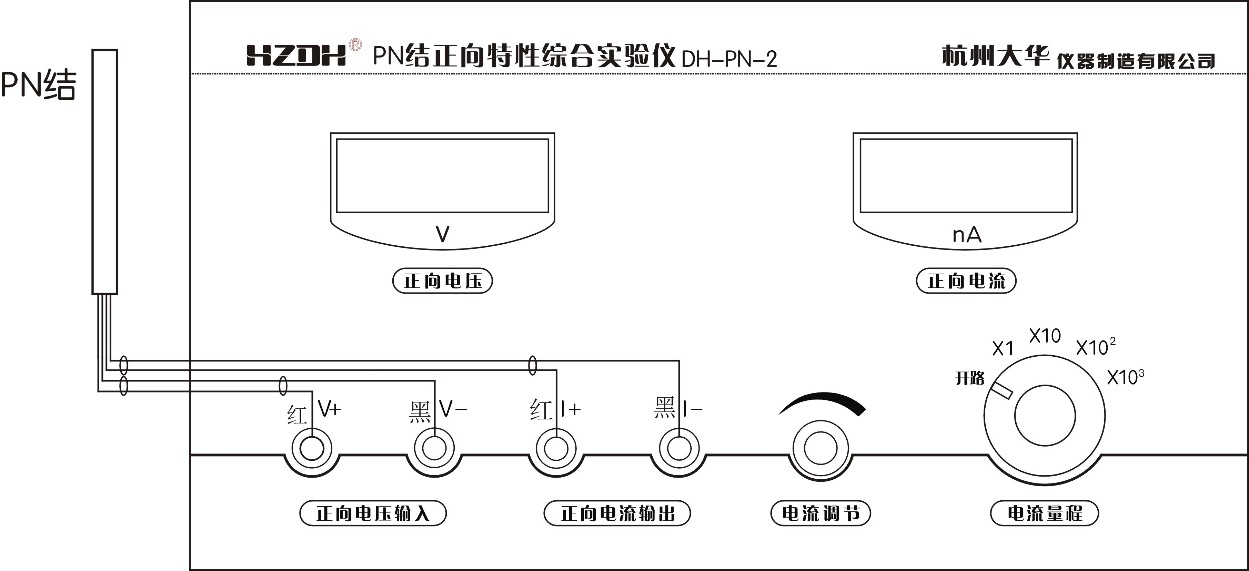 HZDH® PN结正向特性综合实验仪 DH-PN-2 杭州大华 仪器制造有限公司
PN结
V nA
正向电压 正向电流
X1 X10 X10² X10³
开路
红 V+ 黑 V- 红 I+ 黑 I-
正向电压输入 正向电流输出 电流调节 电流量程